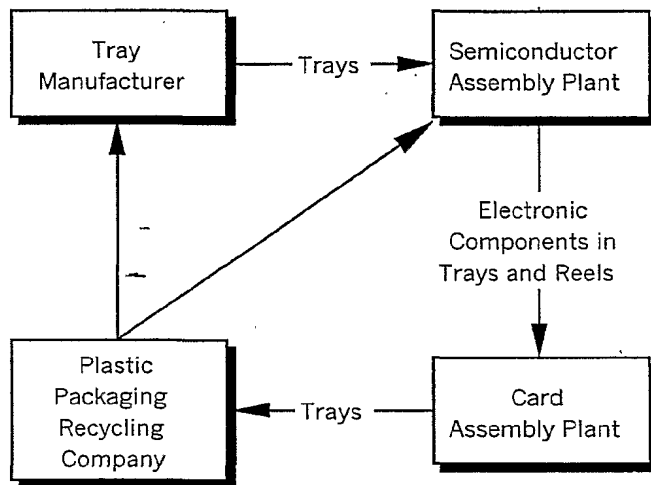 Tray
Manufacturer
Trays
Semiconductor
Assembly Plant
Electronic
Components in
Trays and Reels
Plastic
Packaging
Recycling
Company
Trays
Card
Assembly Plant